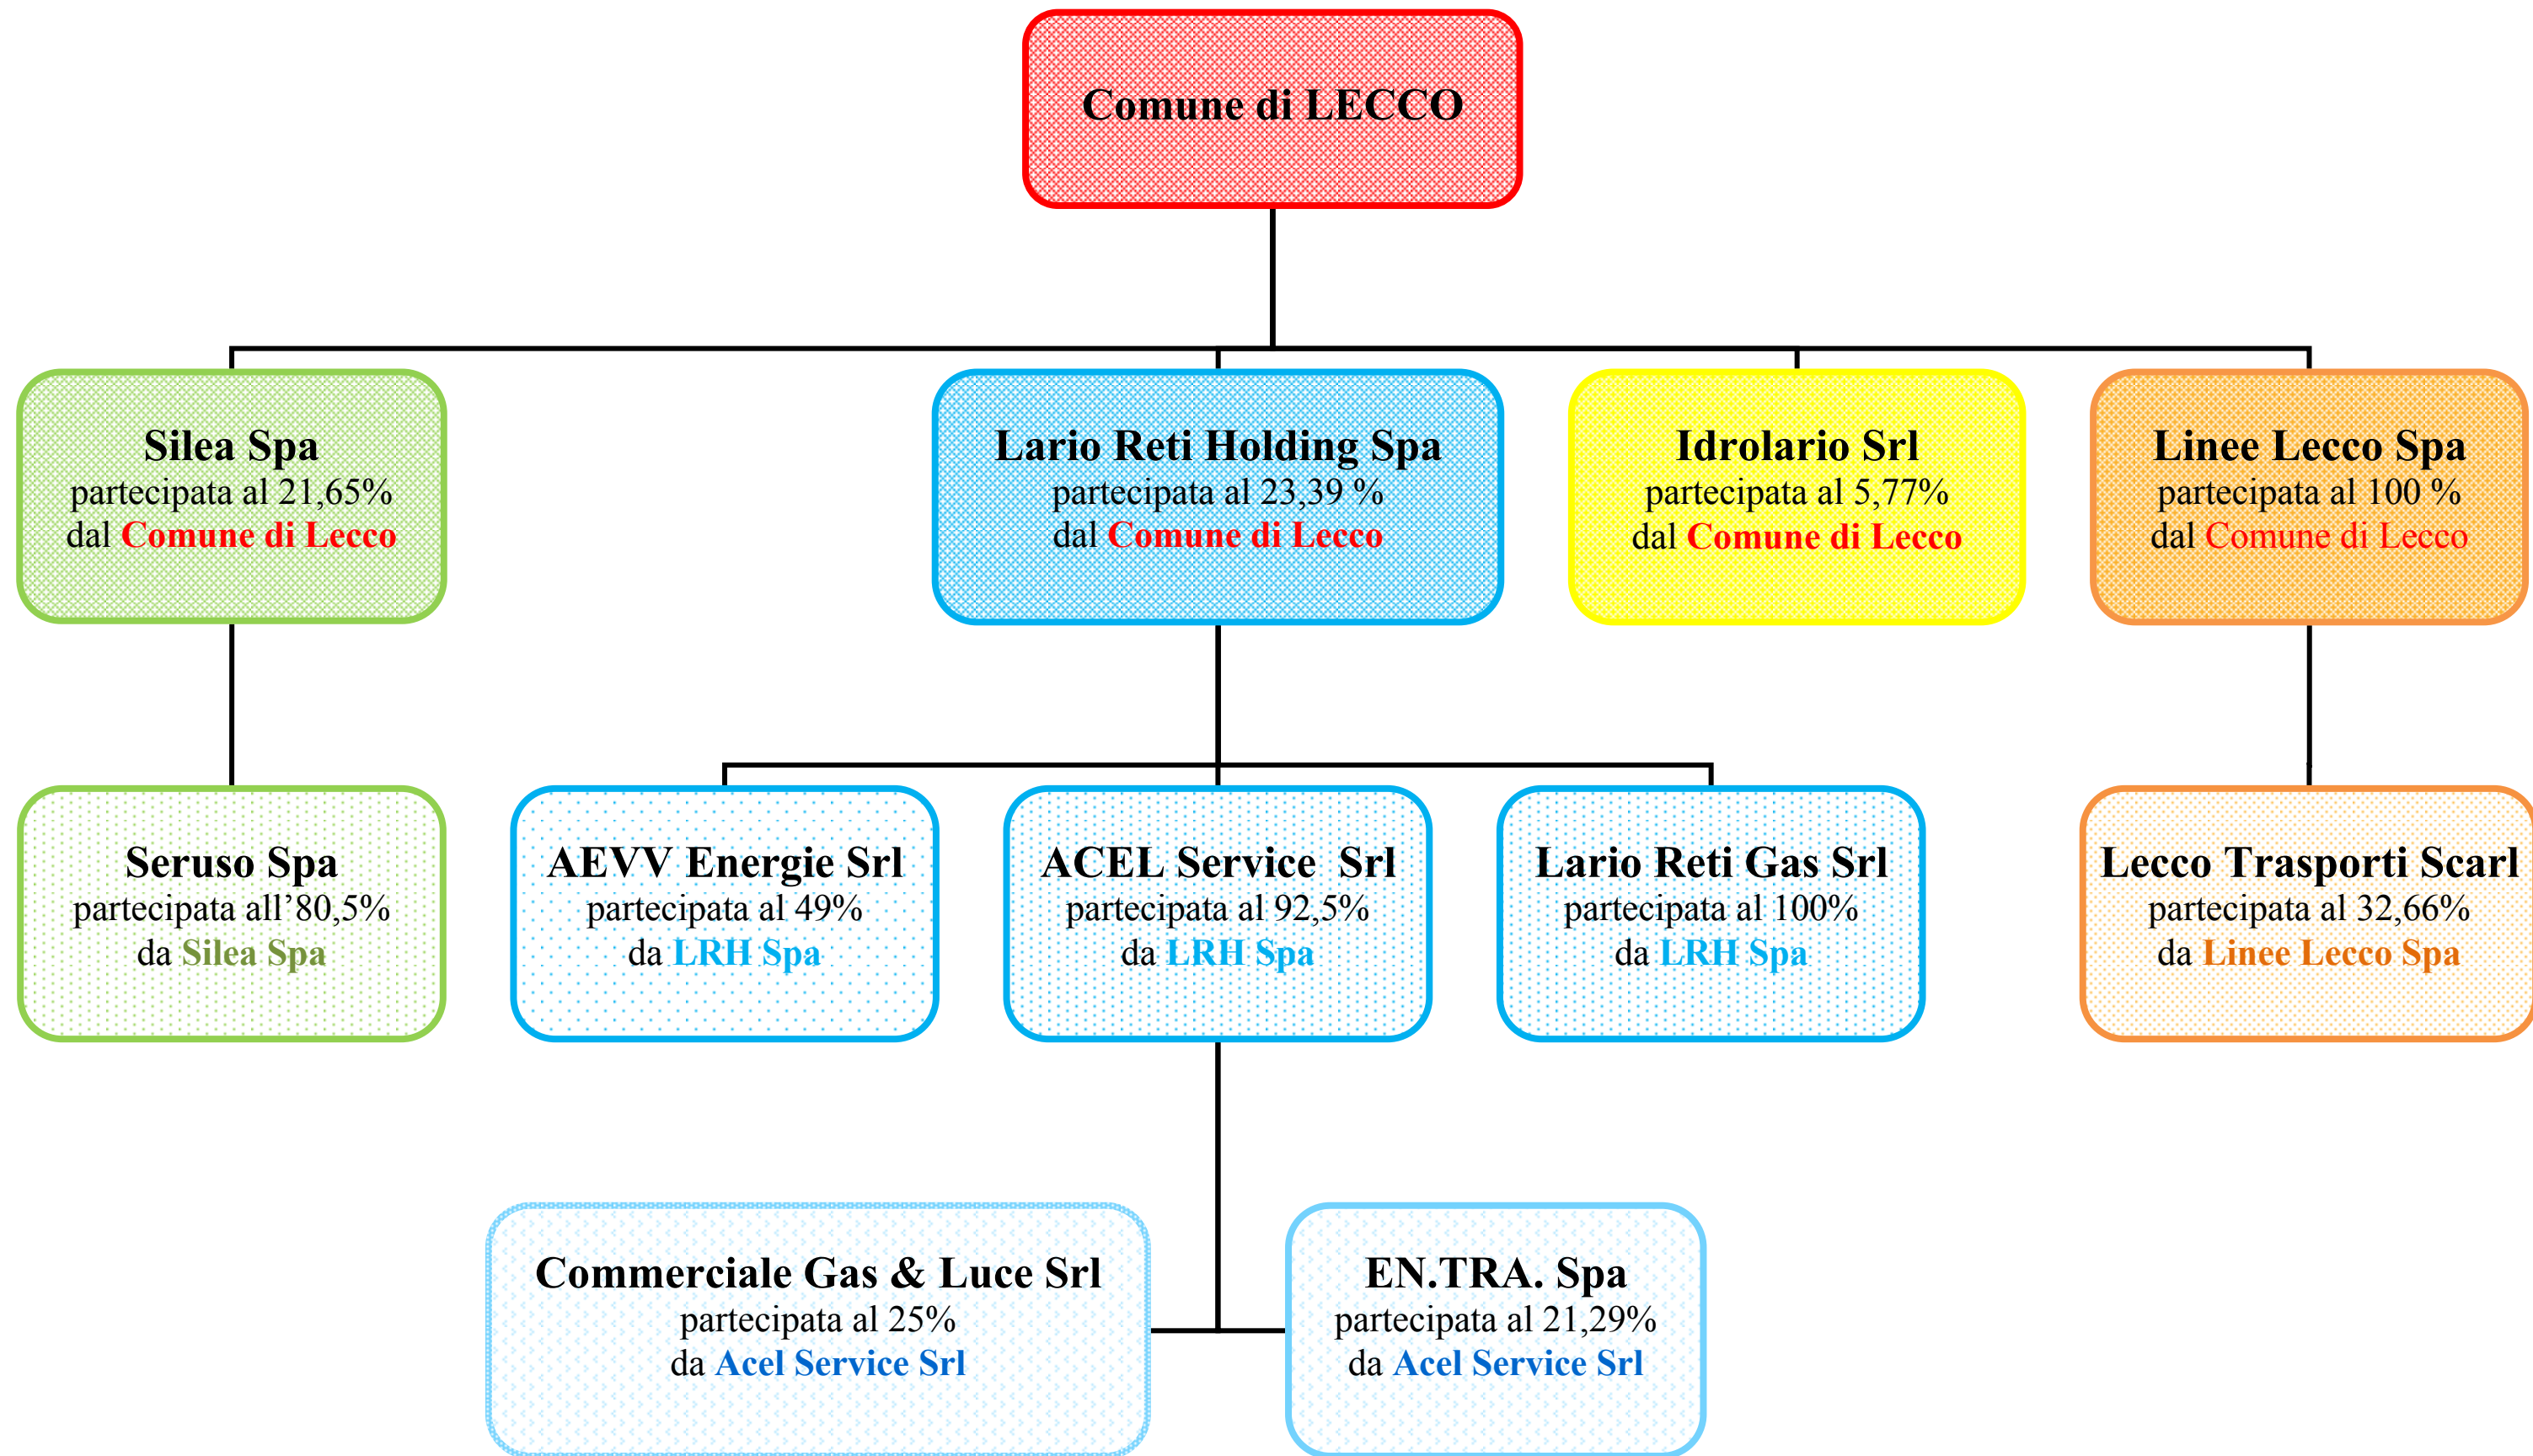 Comune di LECCO
Silea Spa
partecipata al 21,65%
dal Comune di Lecco
Lario Reti Holding Spa
partecipata al 23,39 %
dal Comune di Lecco
Idrolario Srl
partecipata al 5,77%
dal Comune di Lecco
Linee Lecco Spa
partecipata al 100 %
dal Comune di Lecco
Seruso Spa
partecipata all’80,5%
da Silea Spa
AEVV Energie Srl
partecipata al 49%
da LRH Spa
ACEL Service  Srl
partecipata al 92,5%
da LRH Spa
Lario Reti Gas Srl
partecipata al 100%
da LRH Spa
Lecco Trasporti Scarl
partecipata al 32,66%
da Linee Lecco Spa
Commerciale Gas & Luce Srl
partecipata al 25%
da Acel Service Srl
EN.TRA. Spa
partecipata al 21,29%
da Acel Service Srl